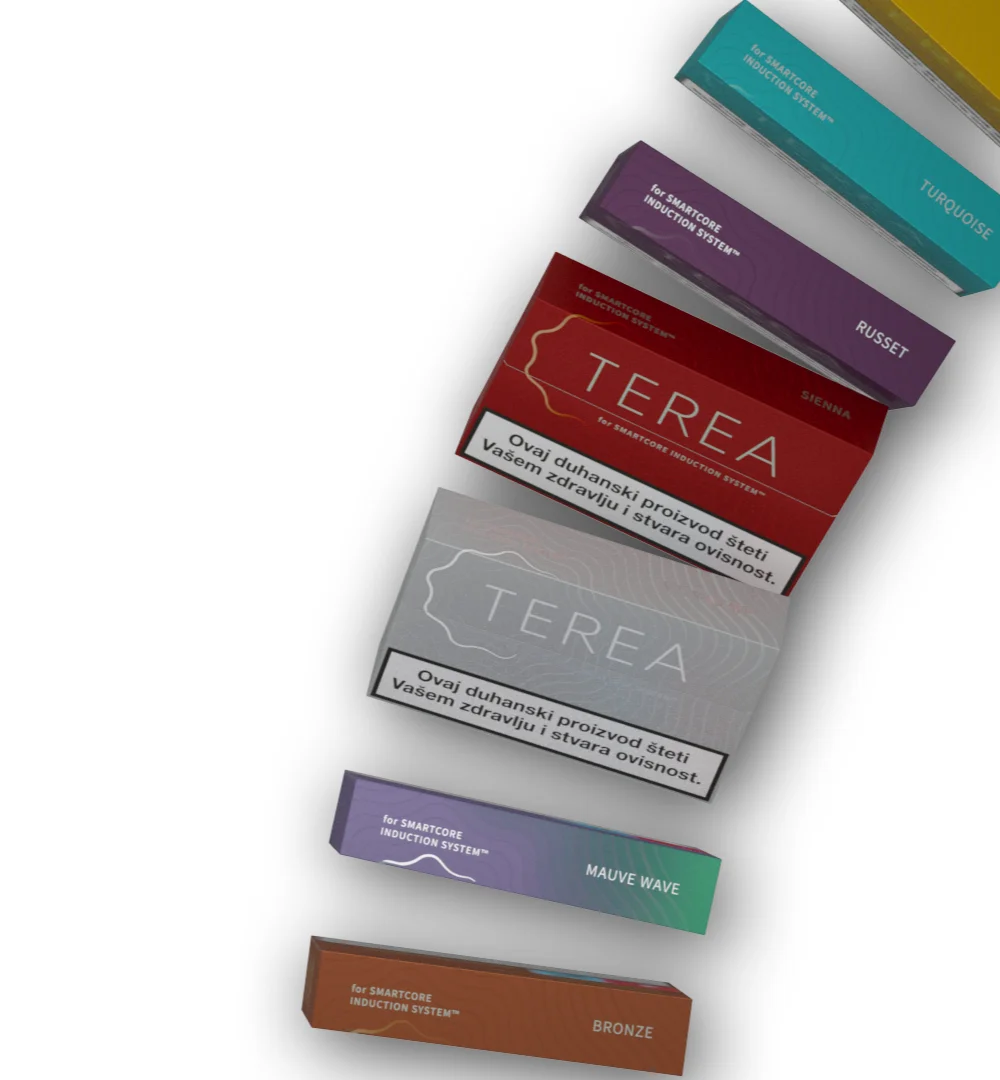 for SMARTCORE
INDUCTION SYSTEM™
TURQUOISE
for SMARTCORE
INDUCTION SYSTEM™
RUSSET
for SMARTCORE
INDUCTION SYSTEM™
SIENNA
TEREA
for SMARTCORE INDUCTION SYSTEM™
Ovaj duhanski proizvod šteti
Vašem zdravlju i stvara ovisnost.
TEREA
Ovaj duhanski proizvod šteti
Vašem zdravlju i stvara ovisnost.
for SMARTCORE
INDUCTION SYSTEM™
MAUVE WAVE
for SMARTCORE
INDUCTION SYSTEM™
BRONZE